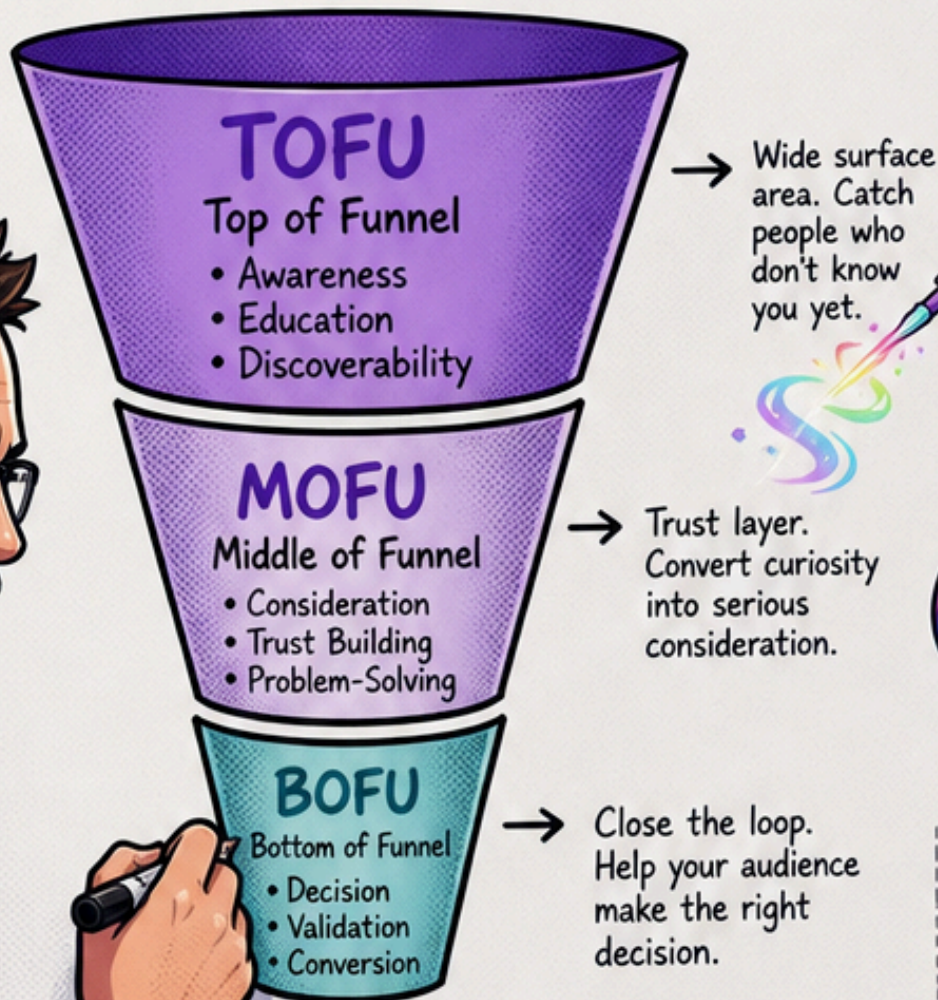 TOFU
Top of Funnel
• Awareness
• Education
• Discoverability
Wide surface
area. Catch
people who
don't know
you yet.
MOFU
Middle of Funnel
• Consideration
• Trust Building
• Problem-Solving
Trust layer.
Convert curiosity
into serious
consideration.
BOFU
Bottom of Funnel
• Decision
• Validation
• Conversion
Close the loop.
Help your audience
make the right
decision.